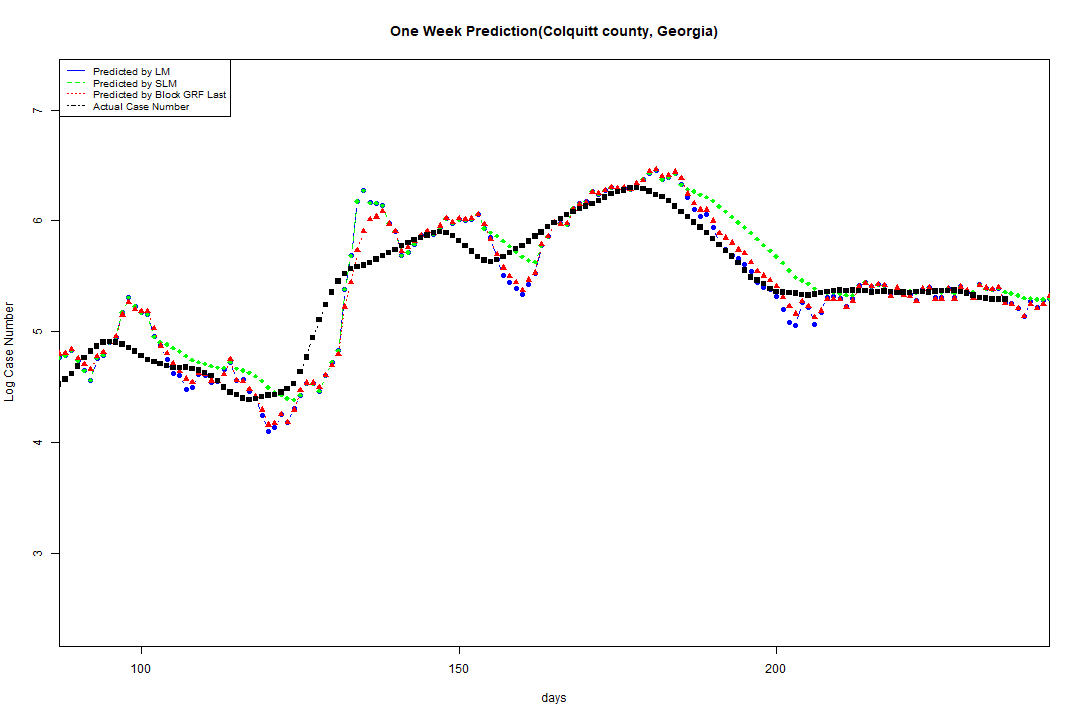 One Week Prediction(Colquitt county, Georgia)
Predicted by LM
Predicted by SLM
Predicted by Block GRF Last
Actual Case Number
7
6
5
4
3
Log Case Number
100 150 200
days